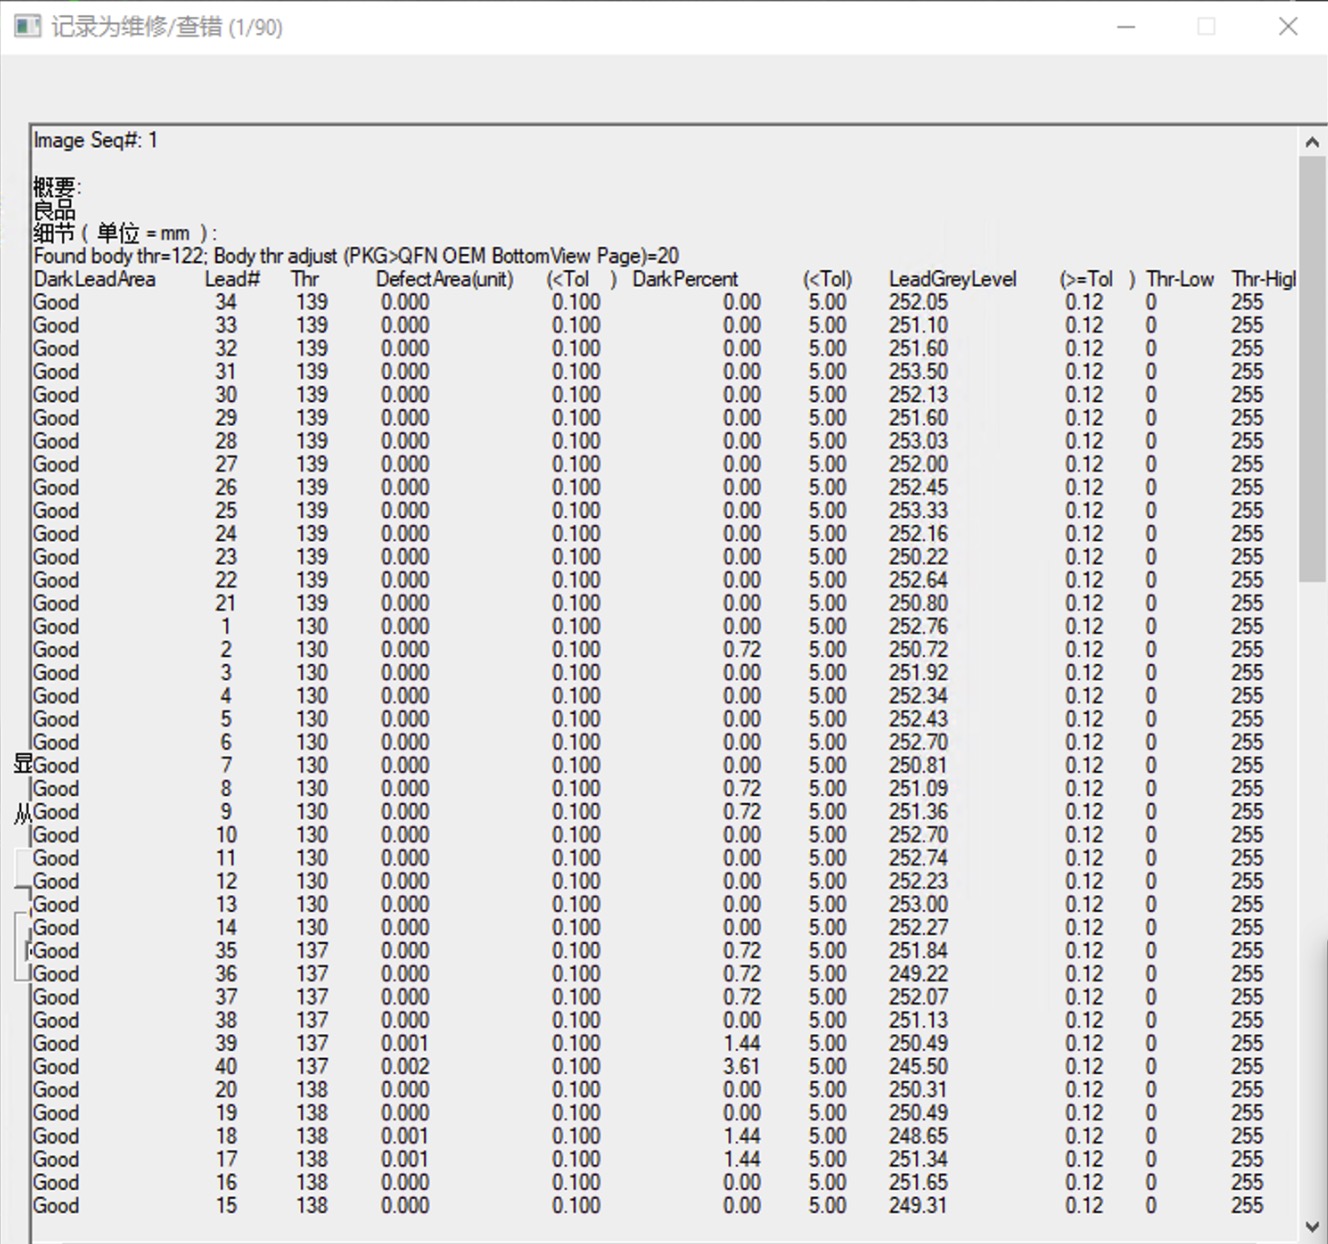 记录为维修/查错 (1/90)
Image Seq#: 1
概要:
良品
细节 ( 单位 = mm ) :
Found body thr=122; Body thr adjust (PKG>QFN OEM BottomView Page)=20
DarkLeadArea Lead# Thr DefectArea(unit) (<Tol ) DarkPercent (<Tol) LeadGreyLevel (>=Tol ) Thr-Low Thr-Higl
Good 34 139 0.000 0.100 0.00 5.00 252.05 0.12 0 255
Good 33 139 0.000 0.100 0.00 5.00 251.10 0.12 0 255
Good 32 139 0.000 0.100 0.00 5.00 251.60 0.12 0 255
Good 31 139 0.000 0.100 0.00 5.00 253.50 0.12 0 255
Good 30 139 0.000 0.100 0.00 5.00 252.13 0.12 0 255
Good 29 139 0.000 0.100 0.00 5.00 251.60 0.12 0 255
Good 28 139 0.000 0.100 0.00 5.00 253.03 0.12 0 255
Good 27 139 0.000 0.100 0.00 5.00 252.00 0.12 0 255
Good 26 139 0.000 0.100 0.00 5.00 252.45 0.12 0 255
Good 25 139 0.000 0.100 0.00 5.00 253.33 0.12 0 255
Good 24 139 0.000 0.100 0.00 5.00 252.16 0.12 0 255
Good 23 139 0.000 0.100 0.00 5.00 250.22 0.12 0 255
Good 22 139 0.000 0.100 0.00 5.00 252.64 0.12 0 255
Good 21 139 0.000 0.100 0.00 5.00 250.80 0.12 0 255
Good 1 130 0.000 0.100 0.00 5.00 252.76 0.12 0 255
Good 2 130 0.000 0.100 0.72 5.00 250.72 0.12 0 255
Good 3 130 0.000 0.100 0.00 5.00 251.92 0.12 0 255
Good 4 130 0.000 0.100 0.00 5.00 252.34 0.12 0 255
Good 5 130 0.000 0.100 0.00 5.00 252.43 0.12 0 255
Good 6 130 0.000 0.100 0.00 5.00 252.70 0.12 0 255
显Good 7 130 0.000 0.100 0.00 5.00 250.81 0.12 0 255
Good 8 130 0.000 0.100 0.72 5.00 251.09 0.12 0 255
从Good 9 130 0.000 0.100 0.72 5.00 251.36 0.12 0 255
Good 10 130 0.000 0.100 0.00 5.00 252.70 0.12 0 255
Good 11 130 0.000 0.100 0.00 5.00 252.74 0.12 0 255
Good 12 130 0.000 0.100 0.00 5.00 252.23 0.12 0 255
Good 13 130 0.000 0.100 0.00 5.00 253.00 0.12 0 255
Good 14 130 0.000 0.100 0.00 5.00 252.27 0.12 0 255
Good 35 137 0.000 0.100 0.72 5.00 251.84 0.12 0 255
Good 36 137 0.000 0.100 0.72 5.00 249.22 0.12 0 255
Good 37 137 0.000 0.100 0.72 5.00 252.07 0.12 0 255
Good 38 137 0.000 0.100 0.00 5.00 251.13 0.12 0 255
Good 39 137 0.001 0.100 1.44 5.00 250.49 0.12 0 255
Good 40 137 0.002 0.100 3.61 5.00 245.50 0.12 0 255
Good 20 138 0.000 0.100 0.00 5.00 250.31 0.12 0 255
Good 19 138 0.000 0.100 0.00 5.00 250.49 0.12 0 255
Good 18 138 0.001 0.100 1.44 5.00 248.65 0.12 0 255
Good 17 138 0.001 0.100 1.44 5.00 251.34 0.12 0 255
Good 16 138 0.000 0.100 0.00 5.00 251.65 0.12 0 255
Good 15 138 0.000 0.100 0.00 5.00 249.31 0.12 0 255